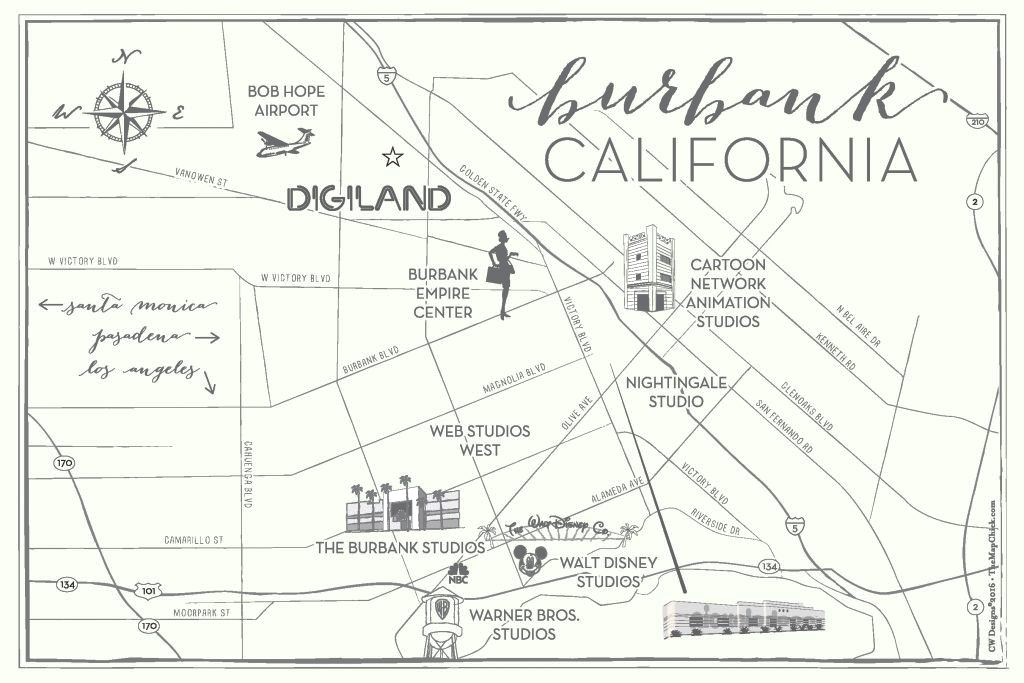 burbank
CALIFORNIA
N
W
E
S
5
210
BOB HOPE
AIRPORT
VANOWEN ST
DIGILAND
GOLDEN STATE FWY
2
W VICTORY BLVD
W VICTORY BLVD
BURBANK
EMPIRE
CENTER
CARTOON
NETWORK
ANIMATION
STUDIOS
santa monica
pasadena
los angeles
VICTORY BLVD
N BEL AIRE DR
KENNETH RD
BURBANK BLVD
MAGNOLIA BLVD
NIGHTINGALE
STUDIO
OLIVE AVE
GLENOAKS BLVD
SAN FERNANDO RD
WEB STUDIOS
WEST
170
CAHUENGA BLVD
ALAMEDA AVE
VICTORY BLVD
RIVERSIDE DR
5
CAMARILLO ST
THE BURBANK STUDIOS
THE WALT DISNEY CO.
NBC
WALT DISNEY
STUDIOS
134
134
101
MOORPARK ST
170
WB
WARNER BROS.
STUDIOS
2
CW Designs©2016 • TheMapChick.com